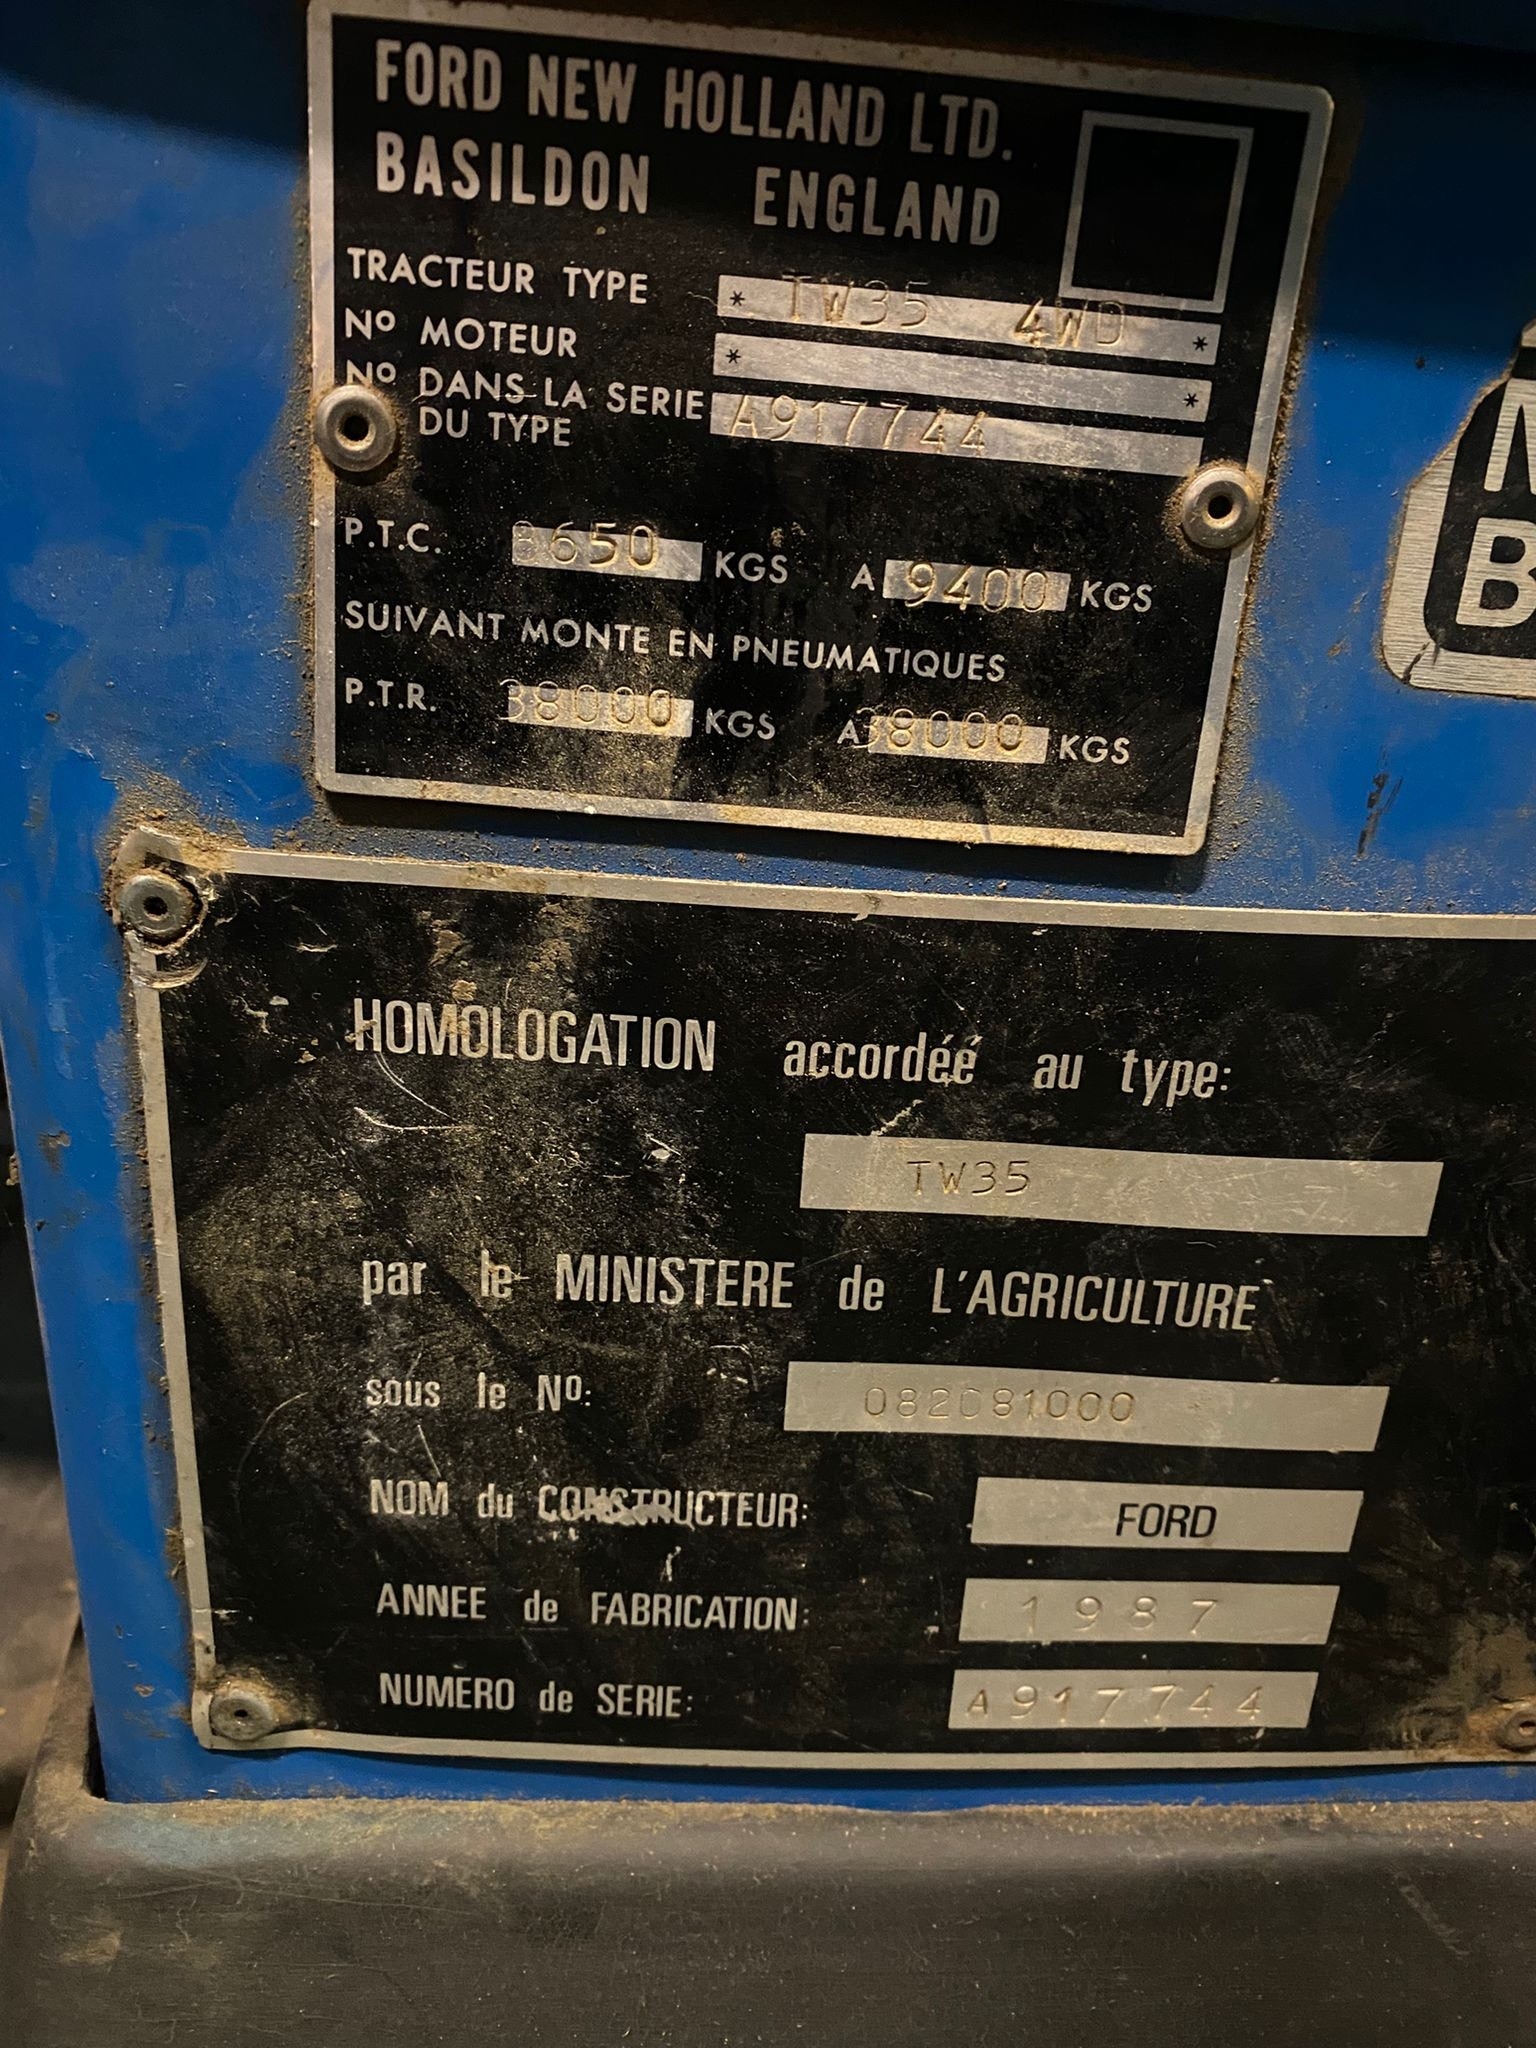 FORD NEW HOLLAND LTD.
BASILDON ENGLAND
TRACTEUR TYPE * TW35 4WD *
Nº MOTEUR * *
Nº DANS LA SERIE DU TYPE A917744
P.T.C. 8650 KGS A 9400 KGS
SUIVANT MONTE EN PNEUMATIQUES
P.T.R. 38000 KGS A 38000 KGS
HOMOLOGATION accordéé au type:
TW35
par le MINISTERE de L'AGRICULTURE
sous le Nº: 082081000
NOM du CONSTRUCTEUR: FORD
ANNEE de FABRICATION: 1987
NUMERO de SERIE: A917744